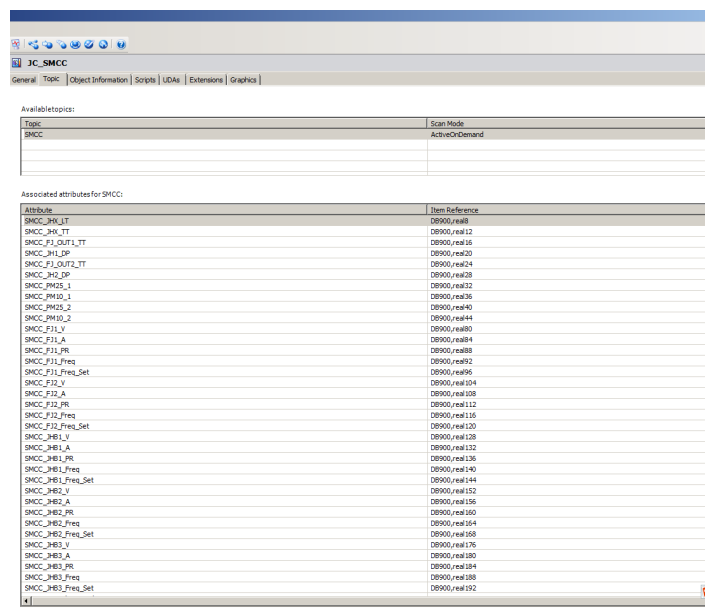 JC_SMCC
General Topic Object Information Scripts UDAs Extensions Graphics
Availabletopics:
Topic Scan Mode
SMCC ActiveOnDemand
Associated attributesfor SMCC:
Attribute Item Reference
SMCC_JHX_LT DB900,real8
SMCC_JHX_TT DB900,real12
SMCC_FJ_OUT1_TT DB900,real16
SMCC_JH1_DP DB900,real20
SMCC_FJ_OUT2_TT DB900,real24
SMCC_JH2_DP DB900,real28
SMCC_PM25_1 DB900,real32
SMCC_PM10_1 DB900,real36
SMCC_PM25_2 DB900,real40
SMCC_PM10_2 DB900,real44
SMCC_FJ1_V DB900,real80
SMCC_FJ1_A DB900,real84
SMCC_FJ1_PR DB900,real88
SMCC_FJ1_Freq DB900,real92
SMCC_FJ1_Freq_Set DB900,real96
SMCC_FJ2_V DB900,real104
SMCC_FJ2_A DB900,real108
SMCC_FJ2_PR DB900,real112
SMCC_FJ2_Freq DB900,real116
SMCC_FJ2_Freq_Set DB900,real120
SMCC_JHB1_V DB900,real128
SMCC_JHB1_A DB900,real132
SMCC_JHB1_PR DB900,real136
SMCC_JHB1_Freq DB900,real140
SMCC_JHB1_Freq_Set DB900,real144
SMCC_JHB2_V DB900,real152
SMCC_JHB2_A DB900,real156
SMCC_JHB2_PR DB900,real160
SMCC_JHB2_Freq DB900,real164
SMCC_JHB2_Freq_Set DB900,real168
SMCC_JHB3_V DB900,real176
SMCC_JHB3_A DB900,real180
SMCC_JHB3_PR DB900,real184
SMCC_JHB3_Freq DB900,real188
SMCC_JHB3_Freq_Set DB900,real192